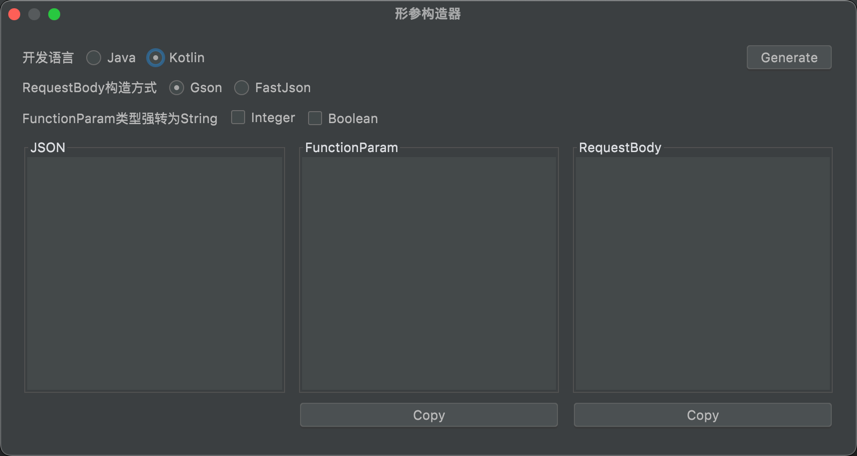 形参构造器
开发语言 Java Kotlin Generate
RequestBody构造方式 Gson FastJson
FunctionParam类型强转为String Integer Boolean
JSON FunctionParam RequestBody
Copy Copy